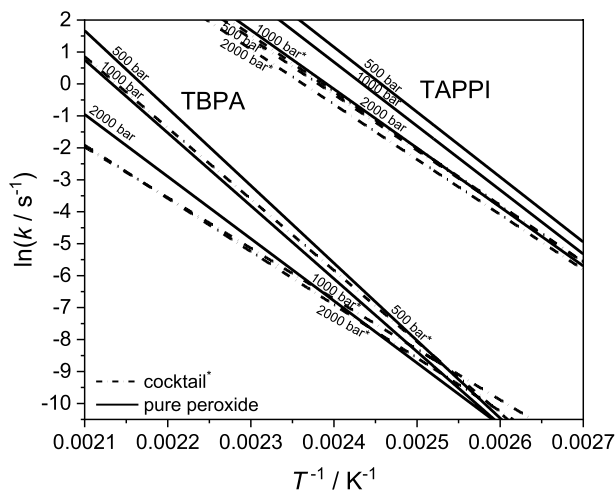 2
1
0
-1
-2
-3
-4
-5
-6
-7
-8
-9
-10
ln(k / s⁻¹)
500 bar
1000 bar
2000 bar
TBPA
500 bar*
1000 bar*
2000 bar*
500 bar
1000 bar
2000 bar
TAPPI
1000 bar*
2000 bar*
500 bar*
cocktail*
pure peroxide
0.0021 0.0022 0.0023 0.0024 0.0025 0.0026 0.0027
T⁻¹ / K⁻¹